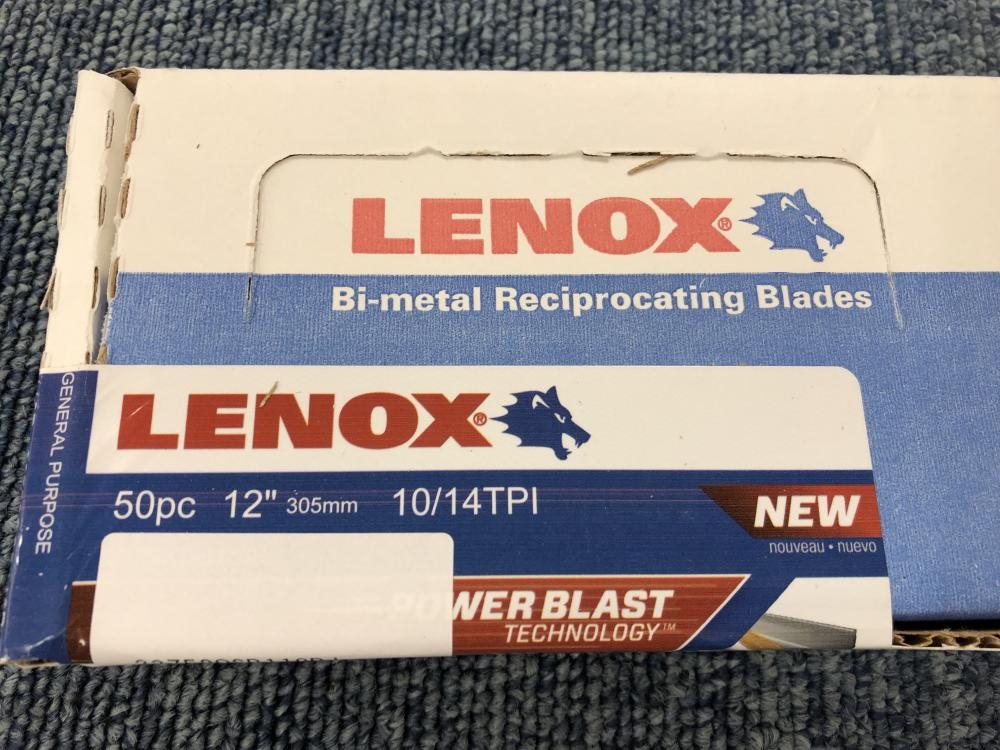 LENOX®
Bi-metal Reciprocating Blades
GENERAL PURPOSE
LENOX®
50pc 12" 305mm 10/14TPI
NEW
nouveau • nuevo
POWER BLAST
TECHNOLOGY™